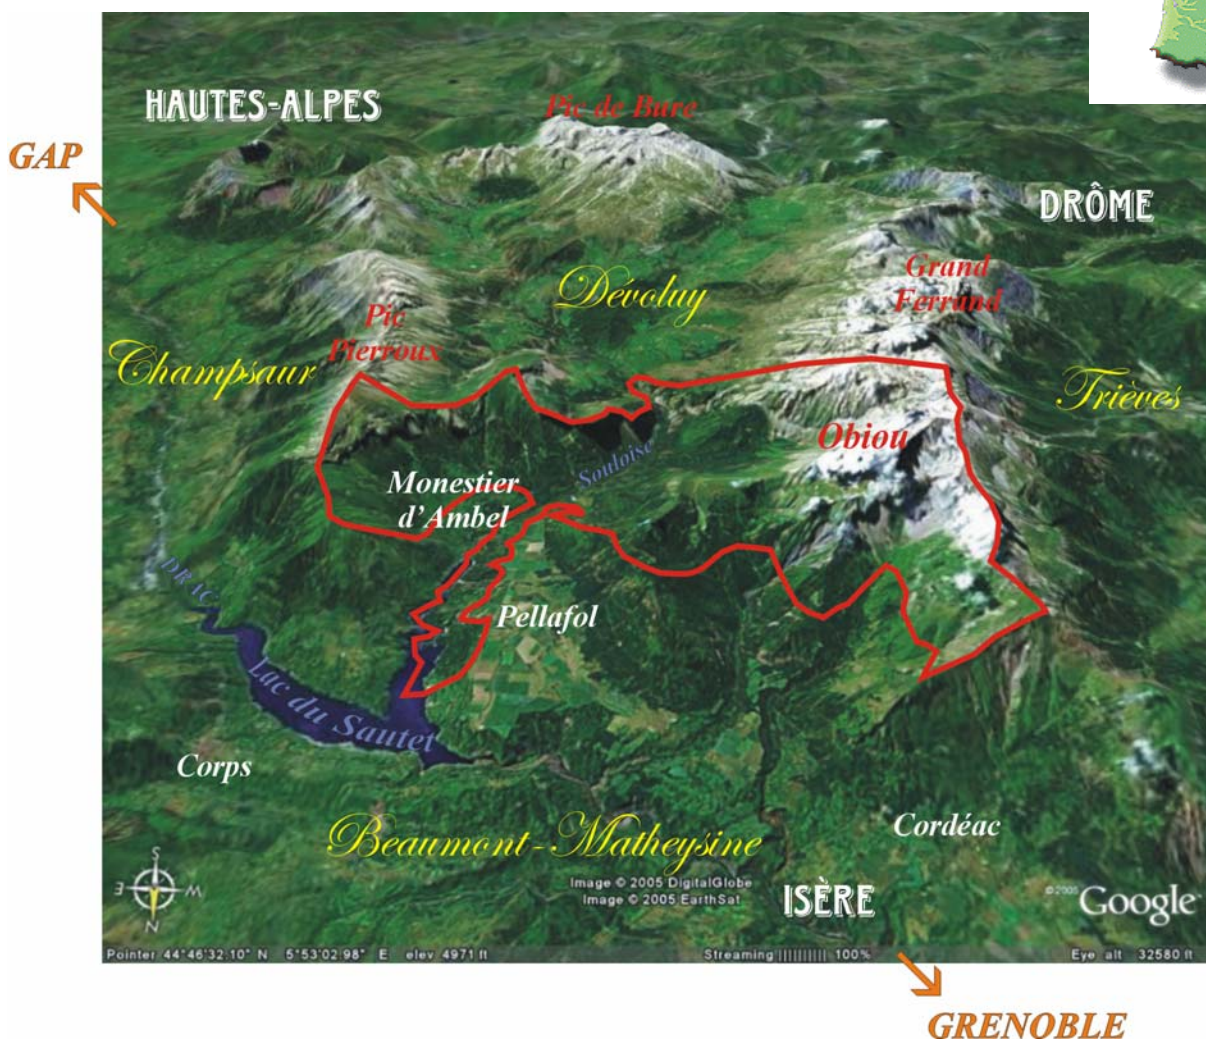 HAUTES-ALPES
Pic de Bure
GAP
DRÔME
Grand
Ferrand
Dévoluy
Pic
Pierroux
Champsaur
Trièves
Obiou
Souloise
Monestier
d'Ambel
DRAC
Pellafol
Lac du Sautet
Corps
Cordéac
Beaumont-Matheysine
S
E W
N
Image © 2005 DigitalGlobe
Image © 2005 EarthSat
ISÈRE
©2005 Google
Pointer 44°46'32.10" N 5°53'02.98" E elev 4971 ft Streaming 100% Eye alt 32580 ft
GRENOBLE